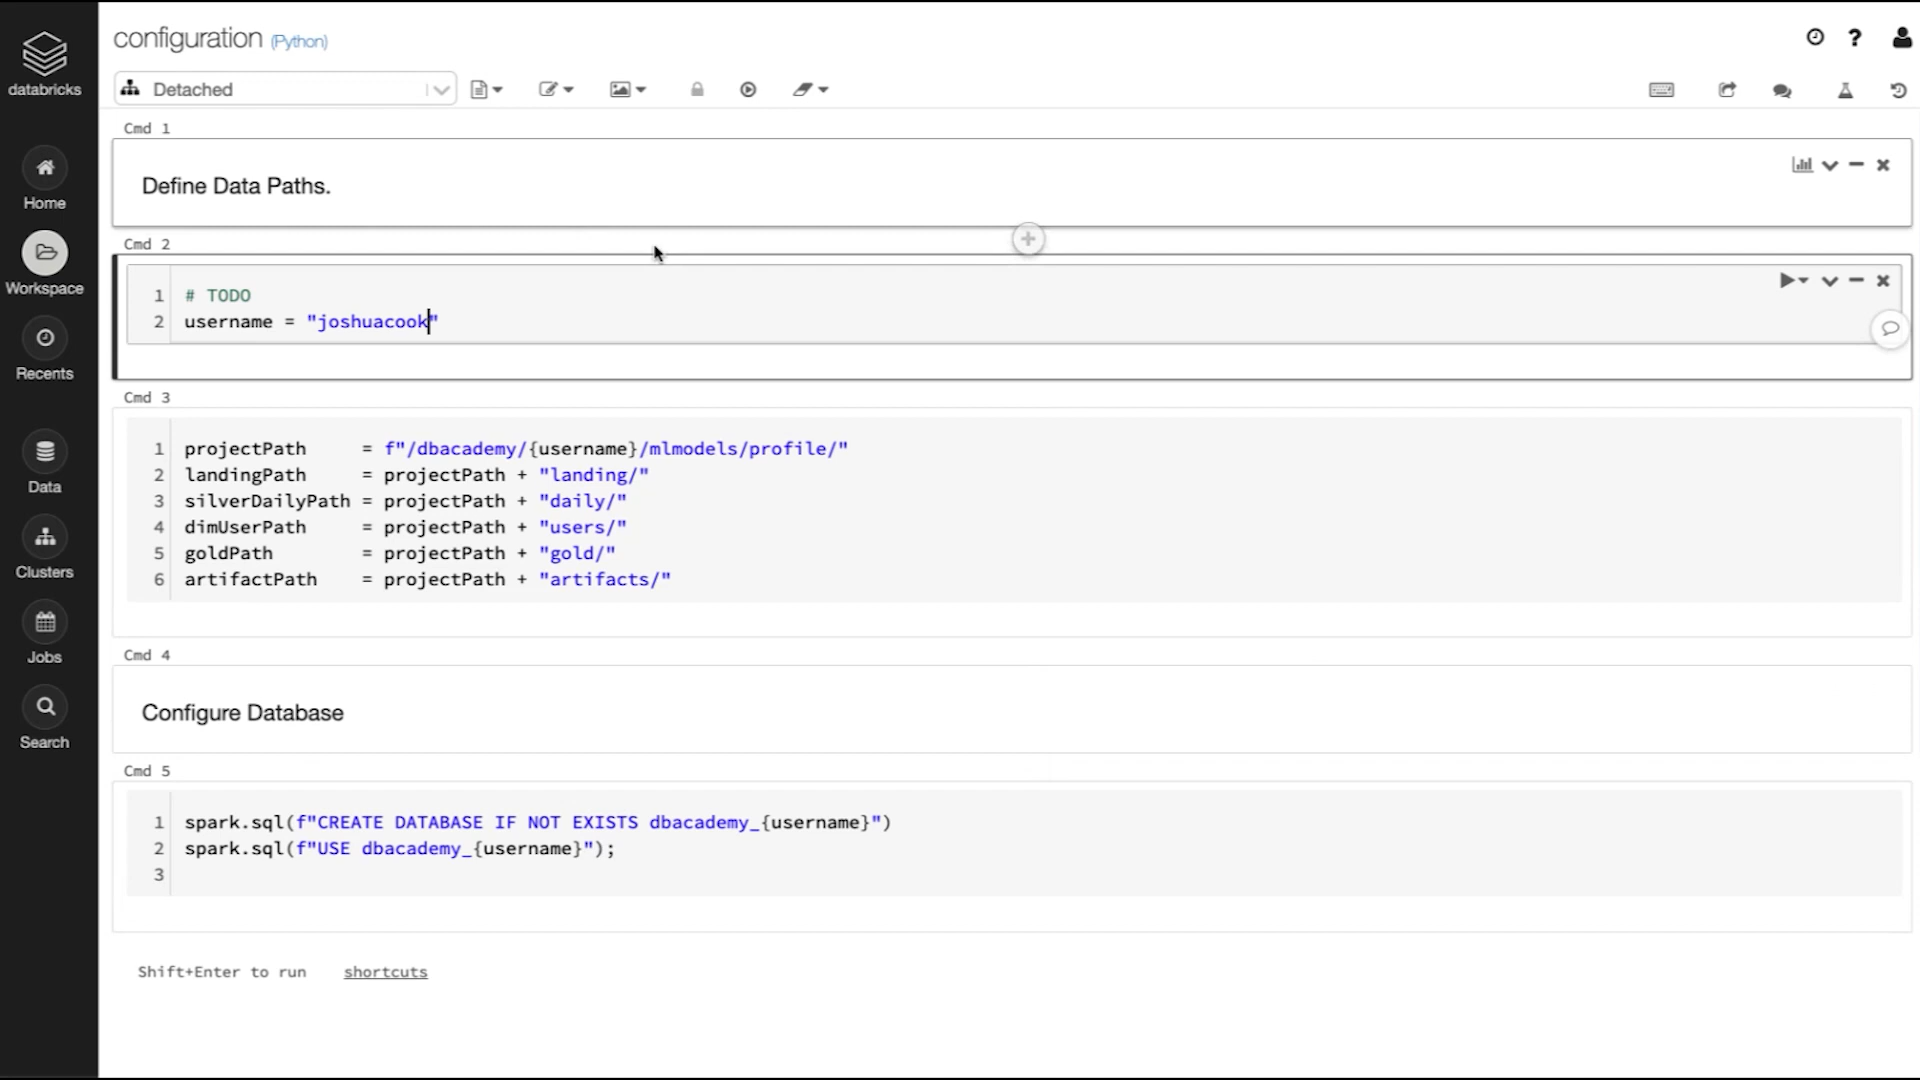 databricks
configuration (Python)
Detached
Home
Workspace
Recents
Data
Clusters
Jobs
Search
Cmd 1
Define Data Paths.
Cmd 2
1 # TODO
2 username = "joshuacook"
Cmd 3
1 projectPath     = f"/dbacademy/{username}/mlmodels/profile/"
2 landingPath     = projectPath + "landing/"
3 silverDailyPath = projectPath + "daily/"
4 dimUserPath     = projectPath + "users/"
5 goldPath        = projectPath + "gold/"
6 artifactPath    = projectPath + "artifacts/"
Cmd 4
Configure Database
Cmd 5
1 spark.sql(f"CREATE DATABASE IF NOT EXISTS dbacademy_{username}")
2 spark.sql(f"USE dbacademy_{username}");
3
Shift+Enter to run shortcuts